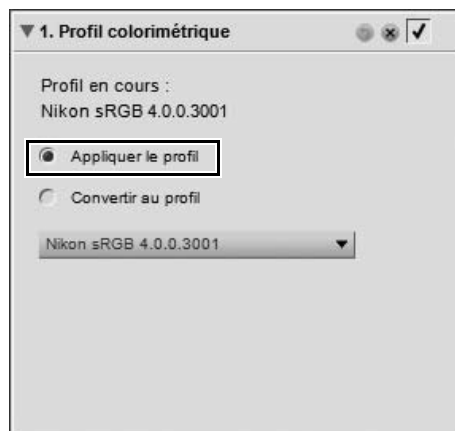 1. Profil colorimétrique
Profil en cours :
Nikon sRGB 4.0.0.3001
Appliquer le profil
Convertir au profil
Nikon sRGB 4.0.0.3001